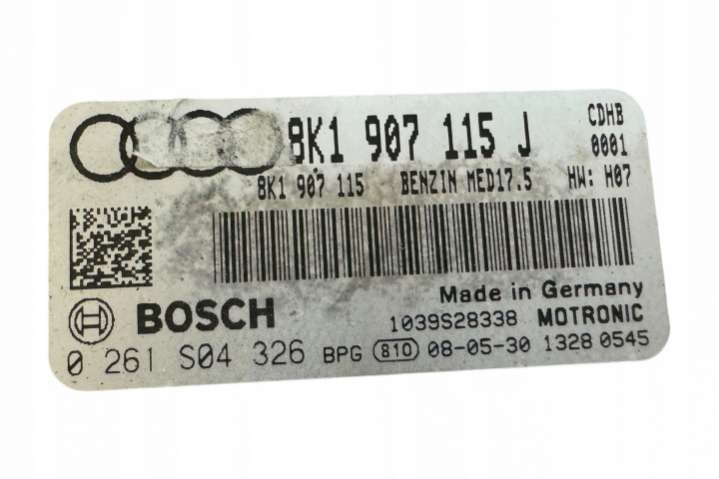 8K1 907 115 J CDHB
0001
8K1 907 115 BENZIN MED17.5 HW: H07
Made in Germany
BOSCH 1039S28338 MOTRONIC
0 261 S04 326 BPG 810 08-05-30 1328 0545